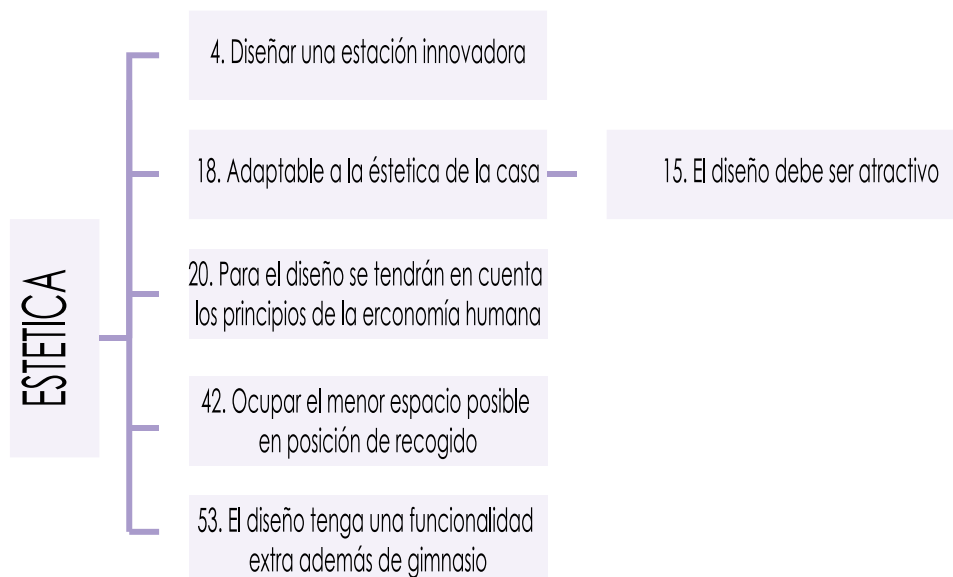 ESTETICA
4. Diseñar una estación innovadora
18. Adaptable a la éstetica de la casa
15. El diseño debe ser atractivo
20. Para el diseño se tendrán en cuenta
los principios de la erconomía humana
42. Ocupar el menor espacio posible
en posición de recogido
53. El diseño tenga una funcionalidad
extra además de gimnasio